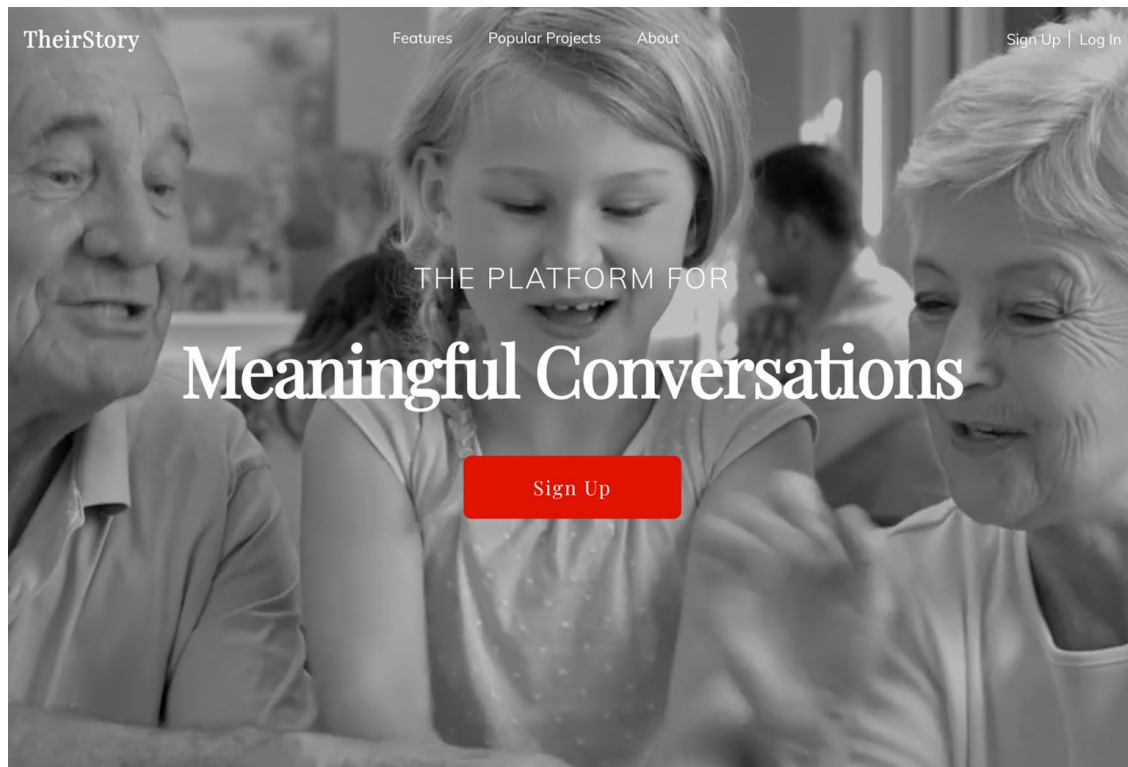 TheirStory
Features Popular Projects About
Sign Up | Log In
THE PLATFORM FOR
Meaningful Conversations
Sign Up